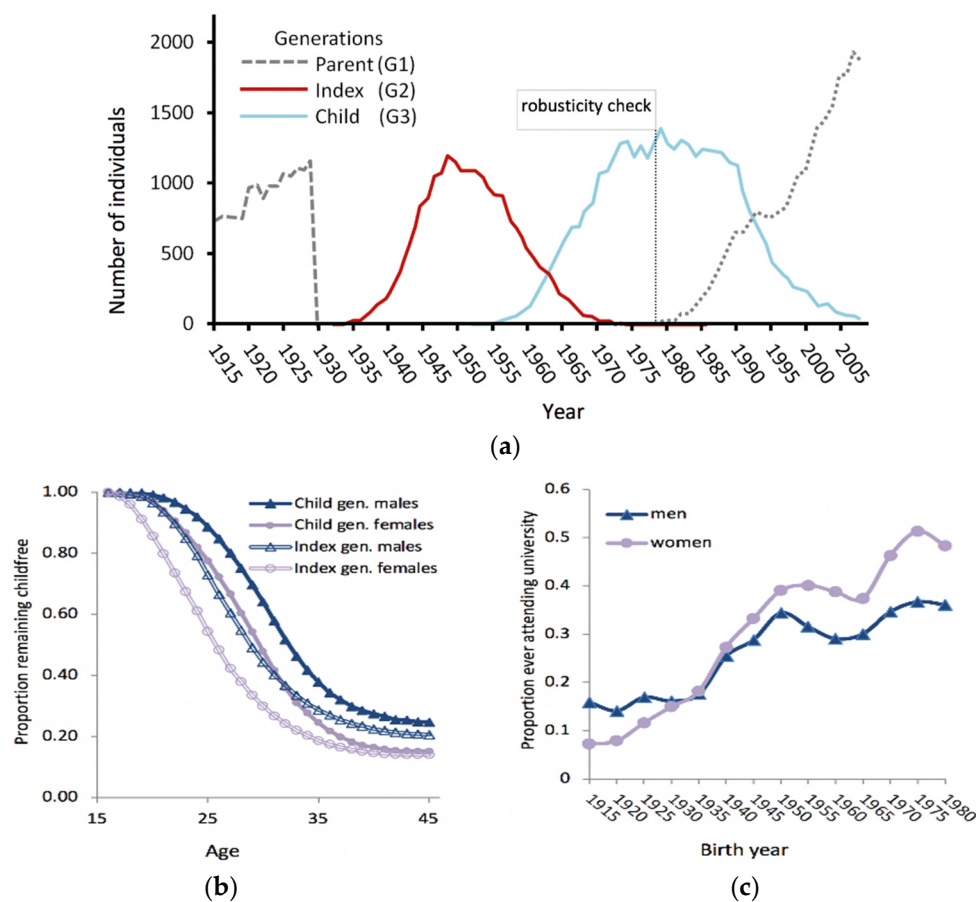 Generations
Parent (G1)
Index (G2)
Child (G3)
robusticity check
Number of individuals
2000
1500
1000
500
0
1915 1920 1925 1930 1935 1940 1945 1950 1955 1960 1965 1970 1975 1980 1985 1990 1995 2000 2005
Year
(a)
Proportion remaining childfree
1.00
0.80
0.60
0.40
0.20
0.00
Child gen. males
Child gen. females
Index gen. males
Index gen. females
15 25 35 45
Age
(b)
Proportion ever attending university
0.6
0.5
0.4
0.3
0.2
0.1
0
men
women
1915 1920 1925 1930 1935 1940 1945 1950 1955 1960 1965 1970 1975 1980
Birth year
(c)